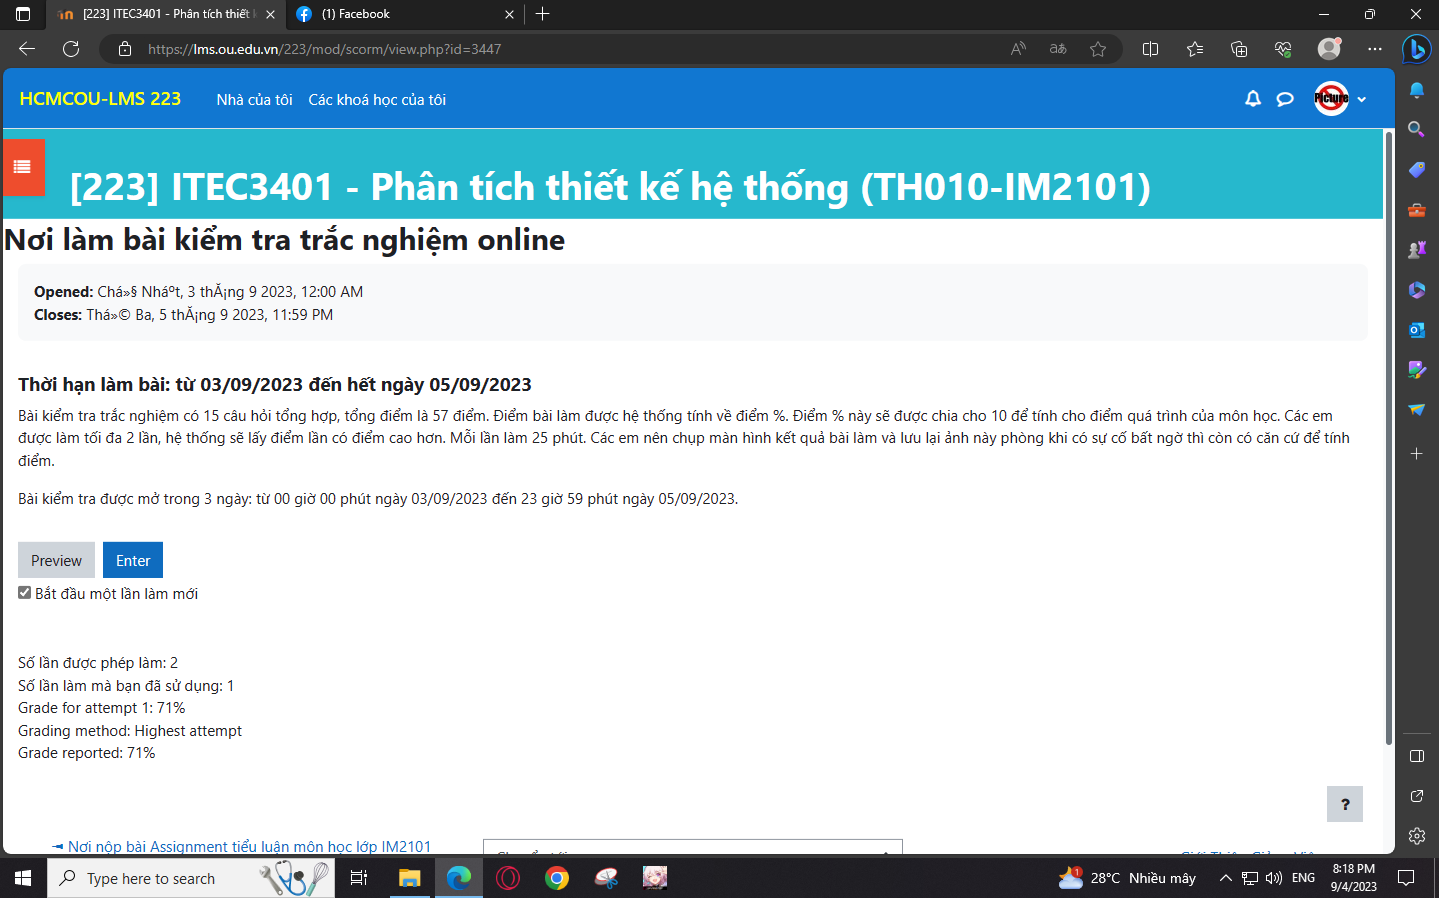 [223] ITEC3401 - Phân tích thiết k
(1) Facebook
https://lms.ou.edu.vn/223/mod/scorm/view.php?id=3447
HCMCOU-LMS 223
Nhà của tôi
Các khoá học của tôi
Picture
[223] ITEC3401 - Phân tích thiết kế hệ thống (TH010-IM2101)
Nơi làm bài kiểm tra trắc nghiệm online
Opened: Chá»§ Nháº­t, 3 thÃ¡ng 9 2023, 12:00 AM
Closes: Thá»© Ba, 5 thÃ¡ng 9 2023, 11:59 PM
Thời hạn làm bài: từ 03/09/2023 đến hết ngày 05/09/2023
Bài kiểm tra trắc nghiệm có 15 câu hỏi tổng hợp, tổng điểm là 57 điểm. Điểm bài làm được hệ thống tính về điểm %. Điểm % này sẽ được chia cho 10 để tính cho điểm quá trình của môn học. Các em
được làm tối đa 2 lần, hệ thống sẽ lấy điểm lần có điểm cao hơn. Mỗi lần làm 25 phút. Các em nên chụp màn hình kết quả bài làm và lưu lại ảnh này phòng khi có sự cố bất ngờ thì còn có căn cứ để tính
điểm.
Bài kiểm tra được mở trong 3 ngày: từ 00 giờ 00 phút ngày 03/09/2023 đến 23 giờ 59 phút ngày 05/09/2023.
Preview
Enter
Bắt đầu một lần làm mới
Số lần được phép làm: 2
Số lần làm mà bạn đã sử dụng: 1
Grade for attempt 1: 71%
Grading method: Highest attempt
Grade reported: 71%
?
◄ Nơi nộp bài Assignment tiểu luận môn học lớp IM2101
Type here to search
1
28°C Nhiều mây
ENG
8:18 PM
9/4/2023